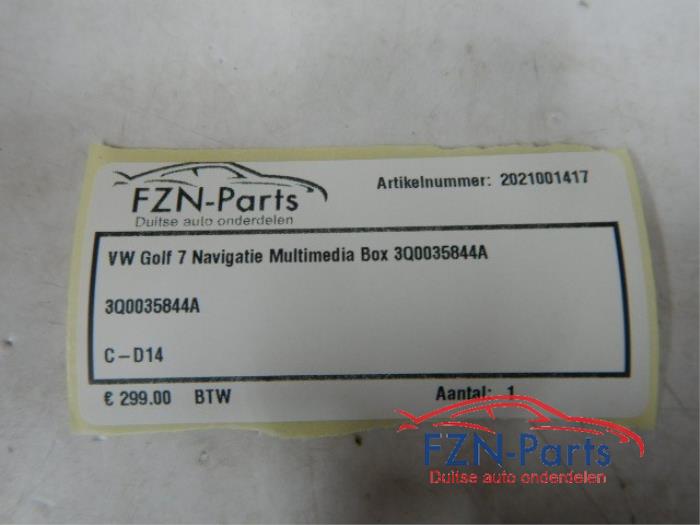 FZN-Parts
Duitse auto onderdelen
Artikelnummer: 2021001417
VW Golf 7 Navigatie Multimedia Box 3Q0035844A
3Q0035844A
C-D14
€ 299.00 BTW
Aantal: 1
FZN-Parts
Duitse auto onderdelen